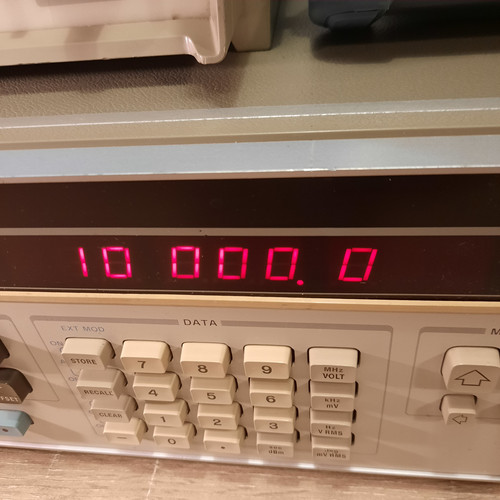 10 000.0
EXT MOD
DATA
STORE 7 8 9 MHz VOLT
RECALL 4 5 6 kHz mV
CLEAR 1 2 3 Hz V RMS
- 0 . dBm mV RMS